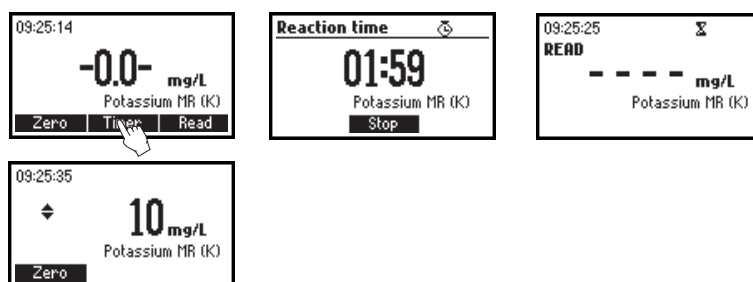 09:25:14
-0.0- mg/L
Potassium MR (K)
Zero Timer Read
Reaction time
01:59
Potassium MR (K)
Stop
09:25:25
READ
- - - - mg/L
Potassium MR (K)
09:25:35
10 mg/L
Potassium MR (K)
Zero